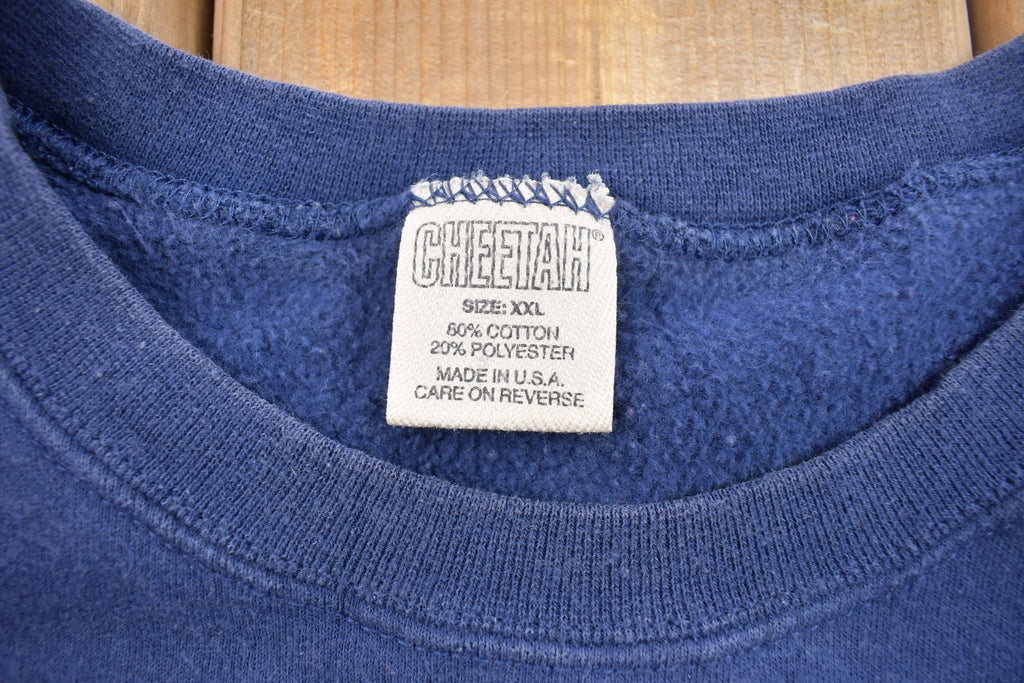 CHEETAH®
SIZE: XXL
80% COTTON
20% POLYESTER
MADE IN U.S.A.
CARE ON REVERSE